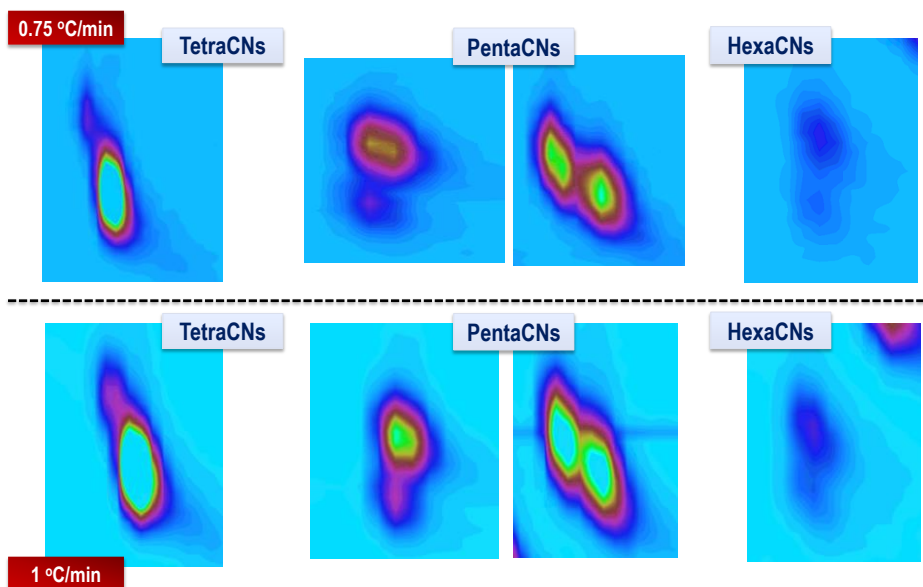 0.75 ºC/min
TetraCNs
PentaCNs
HexaCNs
TetraCNs
PentaCNs
HexaCNs
1 ºC/min